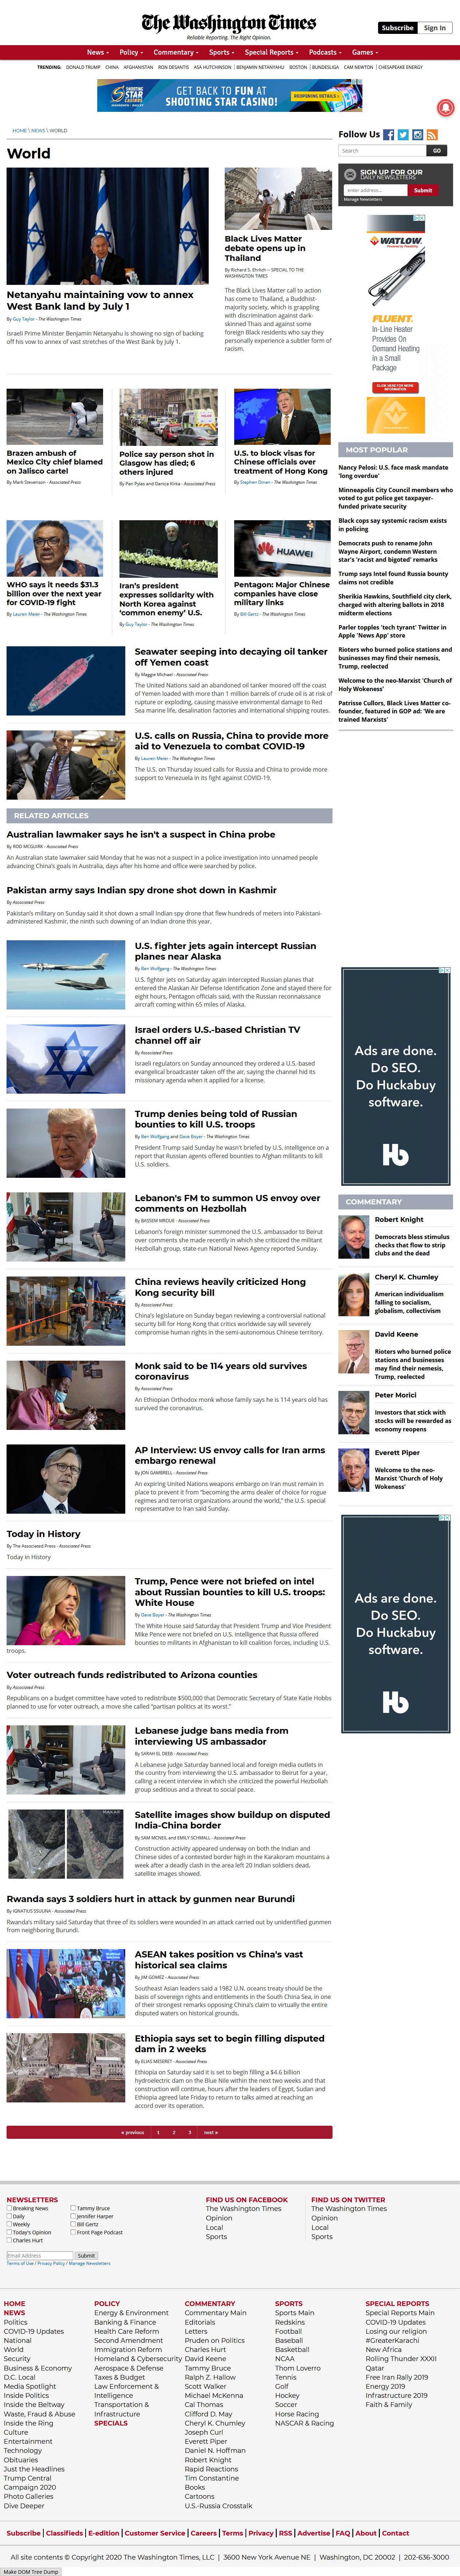 The Washington Times
Reliable Reporting. The Right Opinion.
Subscribe
Sign In
News
Policy
Commentary
Sports
Special Reports
Podcasts
Games
TRENDING: DONALD TRUMP CHINA AFGHANISTAN RON DESANTIS ASA HUTCHINSON BENJAMIN NETANYAHU BOSTON BUNDESLIGA CAM NEWTON CHESAPEAKE ENERGY
SHOOTING STAR CASINO
GET BACK TO FUN AT
SHOOTING STAR CASINO!
REOPENING DETAILS
HOME \ NEWS \ WORLD
World
Netanyahu maintaining vow to annex
West Bank land by July 1
By Guy Taylor - The Washington Times
Israeli Prime Minister Benjamin Netanyahu is showing no sign of backing
off his vow to annex of vast stretches of the West Bank by July 1.
Black Lives Matter
debate opens up in
Thailand
By Richard S. Ehrlich -- SPECIAL TO THE
WASHINGTON TIMES
The Black Lives Matter call to action
has come to Thailand, a Buddhist-
majority society, which is grappling
with discrimination against dark-
skinned Thais and against some
foreign Black residents who say they
personally experience a subtler form of
racism.
Brazen ambush of
Mexico City chief blamed
on Jalisco cartel
By Mark Stevenson - Associated Press
Police say person shot in
Glasgow has died; 6
others injured
By Pan Pylas and Danica Kirka - Associated Press
U.S. to block visas for
Chinese officials over
treatment of Hong Kong
By Stephen Dinan - The Washington Times
WHO says it needs $31.3
billion over the next year
for COVID-19 fight
By Lauren Meier - The Washington Times
Iran's president
expresses solidarity with
North Korea against
'common enemy' U.S.
By Guy Taylor - The Washington Times
HUAWEI
Pentagon: Major Chinese
companies have close
military links
By Bill Gertz - The Washington Times
Seawater seeping into decaying oil tanker
off Yemen coast
By Maggie Michael - Associated Press
The United Nations said an abandoned oil tanker moored off the coast
of Yemen loaded with more than 1 million barrels of crude oil is at risk of
rupture or exploding, causing massive environmental damage to Red
Sea marine life, desalination factories and international shipping routes.
U.S. calls on Russia, China to provide more
aid to Venezuela to combat COVID-19
By Lauren Meier - The Washington Times
The U.S. on Thursday issued calls for Russia and China to provide more
support to Venezuela in its fight against COVID-19.
RELATED ARTICLES
Australian lawmaker says he isn't a suspect in China probe
By ROD MCGUIRK - Associated Press
An Australian state lawmaker said Monday that he was not a suspect in a police investigation into unnamed people
advancing China's goals in Australia, days after his home and office were searched by police.
Pakistan army says Indian spy drone shot down in Kashmir
By Associated Press
Pakistan's military on Sunday said it shot down a small Indian spy drone that flew hundreds of meters into Pakistani-
administered Kashmir, the ninth such downing of an Indian drone this year.
U.S. fighter jets again intercept Russian
planes near Alaska
By Ben Wolfgang - The Washington Times
U.S. fighter jets on Saturday again intercepted Russian planes that
entered the Alaskan Air Defense Identification Zone and stayed there for
eight hours, Pentagon officials said, with the Russian reconnaissance
aircraft coming within 65 miles of Alaska.
Israel orders U.S.-based Christian TV
channel off air
By Associated Press
Israeli regulators on Sunday announced they ordered a U.S.-based
evangelical broadcaster taken off the air, saying the channel hid its
missionary agenda when it applied for a license.
Trump denies being told of Russian
bounties to kill U.S. troops
By Ben Wolfgang and Dave Boyer - The Washington Times
President Trump said Sunday he wasn't briefed by U.S. intelligence on a
report that Russian agents offered bounties to Afghan militants to kill
U.S. soldiers.
Lebanon's FM to summon US envoy over
comments on Hezbollah
By BASSEM MROUE - Associated Press
Lebanon's foreign minister summoned the U.S. ambassador to Beirut
over comments she made recently in which she criticized the militant
Hezbollah group, state-run National News Agency reported Sunday.
China reviews heavily criticized Hong
Kong security bill
By Associated Press
China's legislature on Sunday began reviewing a controversial national
security bill for Hong Kong that critics worldwide say will severely
compromise human rights in the semi-autonomous Chinese territory.
Monk said to be 114 years old survives
coronavirus
By Associated Press
An Ethiopian Orthodox monk whose family says he is 114 years old has
survived the coronavirus.
AP Interview: US envoy calls for Iran arms
embargo renewal
By JON GAMBRELL - Associated Press
An expiring United Nations weapons embargo on Iran must remain in
place to prevent it from "becoming the arms dealer of choice for rogue
regimes and terrorist organizations around the world," the U.S. special
representative to Iran said Sunday.
Today in History
By The Associated Press - Associated Press
Today in History
Trump, Pence were not briefed on intel
about Russian bounties to kill U.S. troops:
White House
By Dave Boyer - The Washington Times
The White House said Saturday that President Trump and Vice President
Mike Pence were not briefed on U.S. intelligence that Russia offered
bounties to militants in Afghanistan to kill coalition forces, including U.S.
troops.
Voter outreach funds redistributed to Arizona counties
By Associated Press
Republicans on a budget committee have voted to redistribute $500,000 that Democratic Secretary of State Katie Hobbs
planned to use for voter outreach, a move she called "partisan politics at its worst."
Lebanese judge bans media from
interviewing US ambassador
By SARAH EL DEEB - Associated Press
A Lebanese judge Saturday banned local and foreign media outlets in
the country from interviewing the U.S. ambassador to Beirut for a year,
calling a recent interview in which she criticized the powerful Hezbollah
group seditious and a threat to social peace.
MAXAR
Satellite images show buildup on disputed
India-China border
By SAM MCNEIL and EMILY SCHMALL - Associated Press
Construction activity appeared underway on both the Indian and
Chinese sides of a contested border high in the Karakoram mountains a
week after a deadly clash in the area left 20 Indian soldiers dead,
satellite images showed.
Rwanda says 3 soldiers hurt in attack by gunmen near Burundi
By IGNATIUS SSUUNA - Associated Press
Rwanda's military said Saturday that three of its soldiers were wounded in an attack carried out by unidentified gunmen
from neighboring Burundi.
ASEAN takes position vs China's vast
historical sea claims
By JIM GOMEZ - Associated Press
Southeast Asian leaders said a 1982 U.N. oceans treaty should be the
basis of sovereign rights and entitlements in the South China Sea, in one
of their strongest remarks opposing China's claim to virtually the entire
disputed waters on historical grounds.
Ethiopia says set to begin filling disputed
dam in 2 weeks
By ELIAS MESERET - Associated Press
Ethiopia on Saturday said it is set to begin filling a $4.6 billion
hydroelectric dam on the Blue Nile within the next two weeks and that
construction will continue, hours after the leaders of Egypt, Sudan and
Ethiopia agreed late Friday to return to talks aimed at reaching an
accord over its operation.
« previous 1 2 3 next »
Follow Us
Search
GO
SIGN UP FOR OUR
DAILY NEWSLETTERS
enter address...
Submit
Manage Newsletters
WATLOW
FLUENT.
In-Line Heater
Provides On
Demand Heating
in a Small
Package
CLICK HERE FOR MORE INFORMATION
MOST POPULAR
Nancy Pelosi: U.S. face mask mandate
'long overdue'
Minneapolis City Council members who
voted to gut police get taxpayer-
funded private security
Black cops say systemic racism exists
in policing
Democrats push to rename John
Wayne Airport, condemn Western
star's 'racist and bigoted' remarks
Trump says Intel found Russia bounty
claims not credible
Sherikia Hawkins, Southfield city clerk,
charged with altering ballots in 2018
midterm elections
Parler topples 'tech tyrant' Twitter in
Apple 'News App' store
Rioters who burned police stations and
businesses may find their nemesis,
Trump, reelected
Welcome to the neo-Marxist 'Church of
Holy Wokeness'
Patrisse Cullors, Black Lives Matter co-
founder, featured in GOP ad: 'We are
trained Marxists'
Ads are done.
Do SEO.
Do Huckabuy
software.
Hb
COMMENTARY
Robert Knight
Democrats bless stimulus
checks that flow to strip
clubs and the dead
Cheryl K. Chumley
American individualism
falling to socialism,
globalism, collectivism
David Keene
Rioters who burned police
stations and businesses
may find their nemesis,
Trump, reelected
Peter Morici
Investors that stick with
stocks will be rewarded as
economy reopens
Everett Piper
Welcome to the neo-
Marxist 'Church of Holy
Wokeness'
Ads are done.
Do SEO.
Do Huckabuy
software.
Hb
NEWSLETTERS
Breaking News
Daily
Weekly
Today's Opinion
Charles Hurt
Tammy Bruce
Jennifer Harper
Bill Gertz
Front Page Podcast
Email Address
Submit
Terms of Use / Privacy Policy / Manage Newsletters
FIND US ON FACEBOOK
The Washington Times
Opinion
Local
Sports
FIND US ON TWITTER
The Washington Times
Opinion
Local
Sports
HOME
NEWS
Politics
COVID-19 Updates
National
World
Security
Business & Economy
D.C. Local
Media Spotlight
Inside Politics
Inside the Beltway
Waste, Fraud & Abuse
Inside the Ring
Culture
Entertainment
Technology
Obituaries
Just the Headlines
Trump Central
Campaign 2020
Photo Galleries
Dive Deeper
POLICY
Energy & Environment
Banking & Finance
Health Care Reform
Second Amendment
Immigration Reform
Homeland & Cybersecurity
Aerospace & Defense
Taxes & Budget
Law Enforcement &
Intelligence
Transportation &
Infrastructure
SPECIALS
COMMENTARY
Commentary Main
Editorials
Letters
Pruden on Politics
Charles Hurt
David Keene
Tammy Bruce
Ralph Z. Hallow
Scott Walker
Michael McKenna
Cal Thomas
Clifford D. May
Cheryl K. Chumley
Joseph Curl
Everett Piper
Daniel N. Hoffman
Robert Knight
Rapid Reactions
Tim Constantine
Books
Cartoons
U.S.-Russia Crosstalk
SPORTS
Sports Main
Redskins
Football
Baseball
Basketball
NCAA
Thom Loverro
Tennis
Golf
Hockey
Soccer
Horse Racing
NASCAR & Racing
SPECIAL REPORTS
Special Reports Main
COVID-19 Updates
Losing our religion
#GreaterKarachi
New Africa
Rolling Thunder XXXII
Qatar
Free Iran Rally 2019
Energy 2019
Infrastructure 2019
Faith & Family
Subscribe | Classifieds | E-edition | Customer Service | Careers | Terms | Privacy | RSS | Advertise | FAQ | About | Contact
All site contents © Copyright 2020 The Washington Times, LLC | 3600 New York Avenue NE | Washington, DC 20002 | 202-636-3000
Make DOM Tree Dump